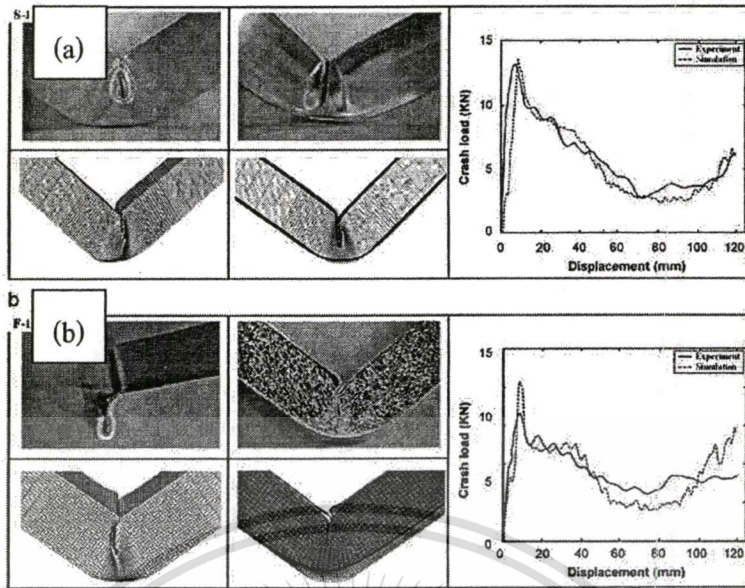 S-1
(a)
15
10
5
0
Crash load (KN)
Experiment
Simulation
0 20 40 60 80 100 120
Displacement (mm)
b
F-1
(b)
15
10
5
0
Crash load (KN)
Experiment
Simulation
0 20 40 60 80 100 120
Displacement (mm)